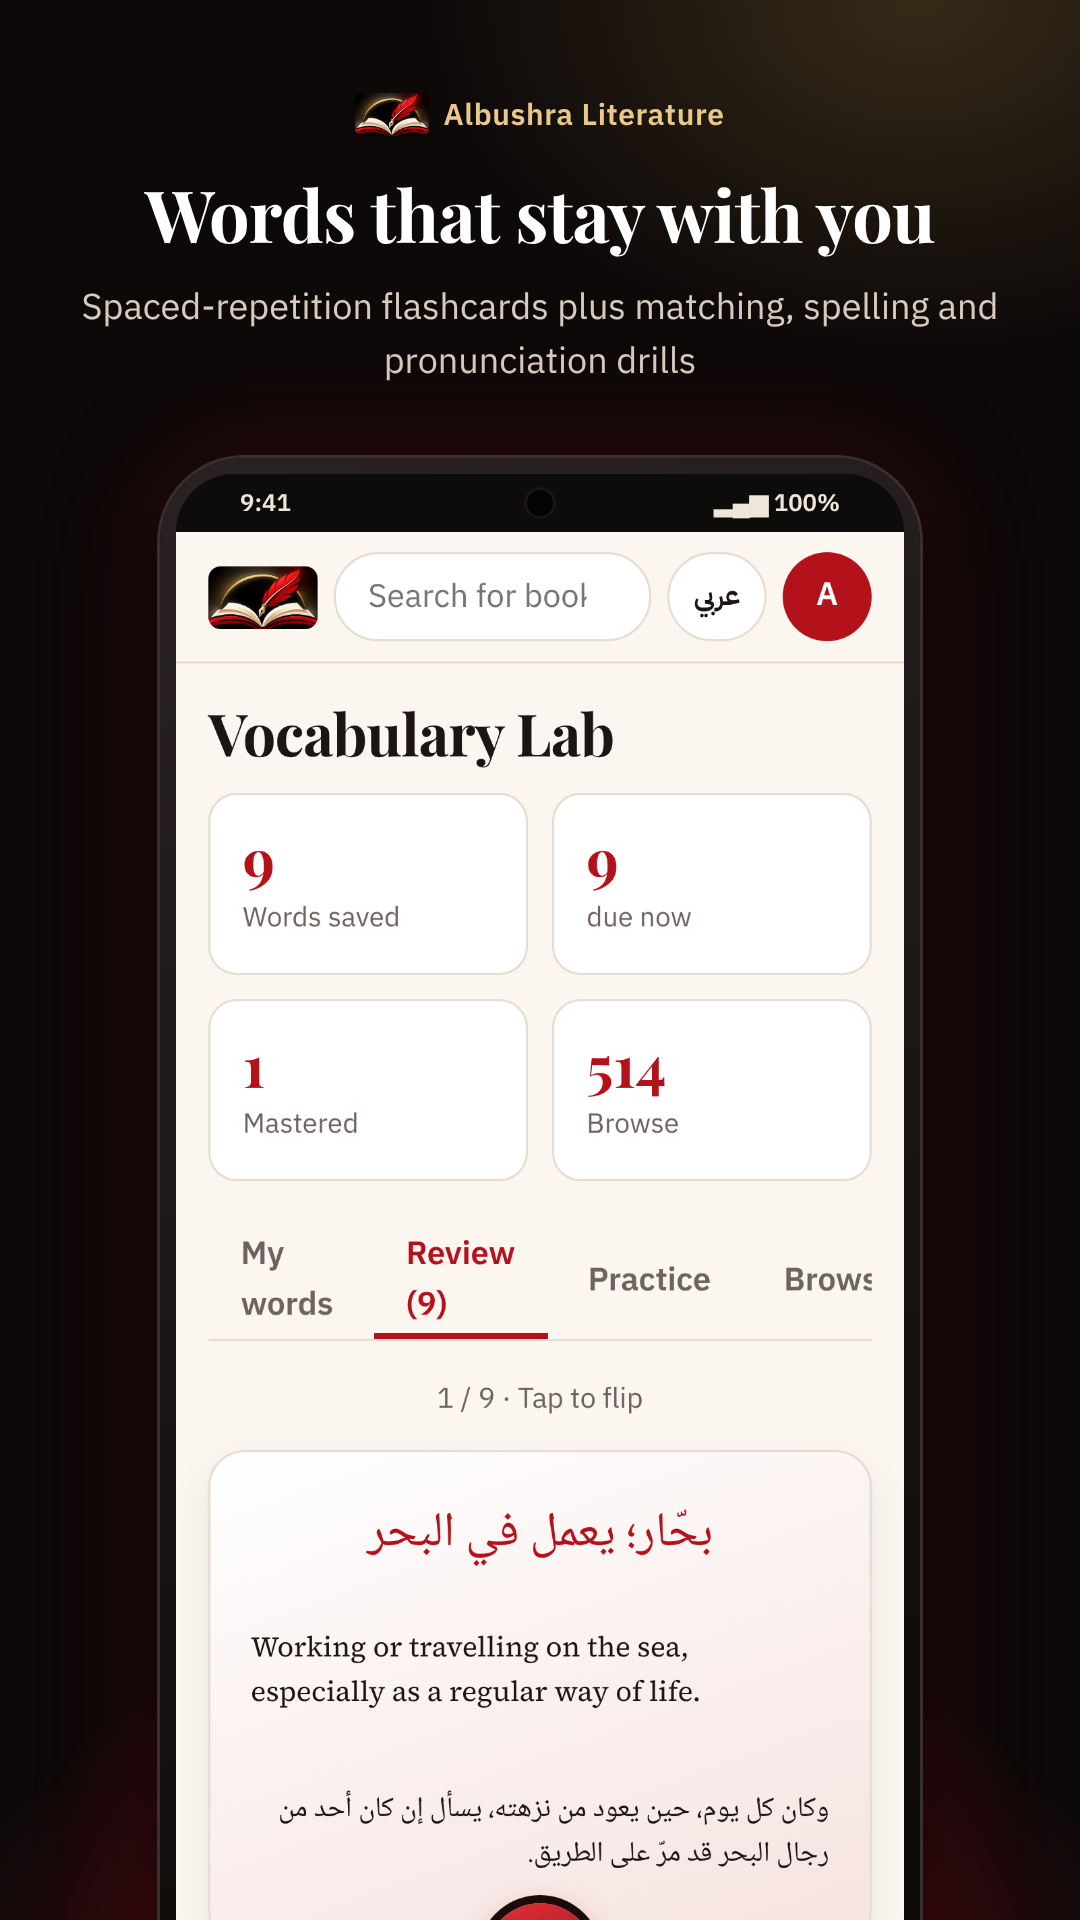 Albushra Literature
Words that stay with you
Spaced-repetition flashcards plus matching, spelling and
pronunciation drills
9:41
100%
Search for book
عربي
A
Vocabulary Lab
9
Words saved
9
due now
1
Mastered
514
Browse
My
words
Review
(9)
Practice
Brows
1 / 9 · Tap to flip
بحّار؛ يعمل في البحر
Working or travelling on the sea,
especially as a regular way of life.
وكان كل يوم، حين يعود من نزهته، يسأل إن كان أحد من
رجال البحر قد مرّ على الطريق.